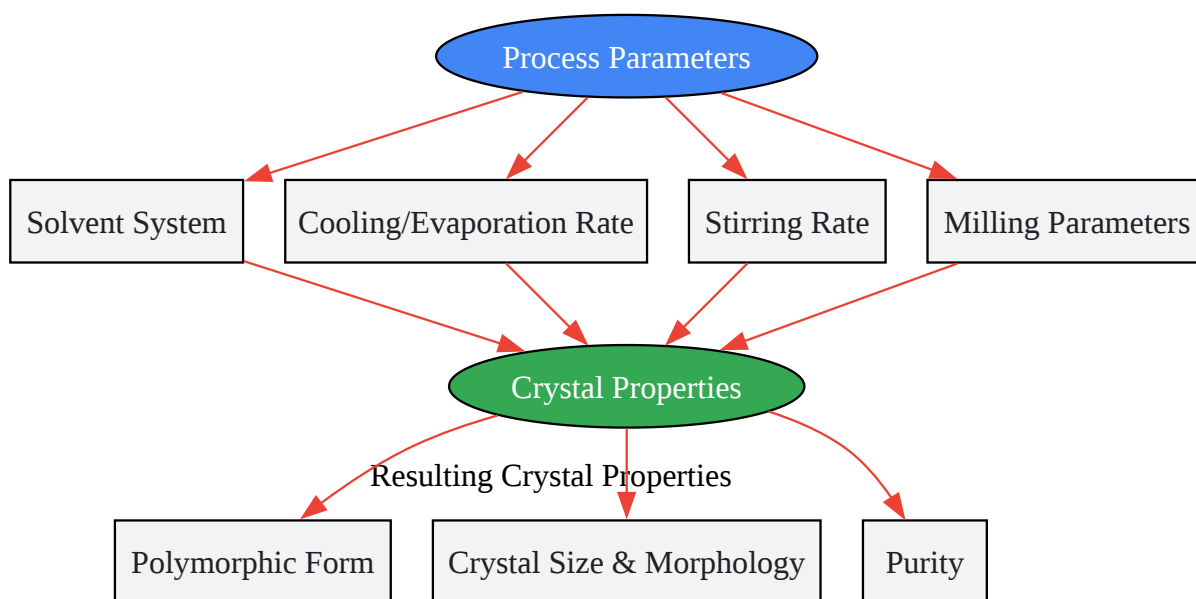 Process Parameters
Solvent System
Cooling/Evaporation Rate
Stirring Rate
Milling Parameters
Crystal Properties
Resulting Crystal Properties
Polymorphic Form
Crystal Size & Morphology
Purity